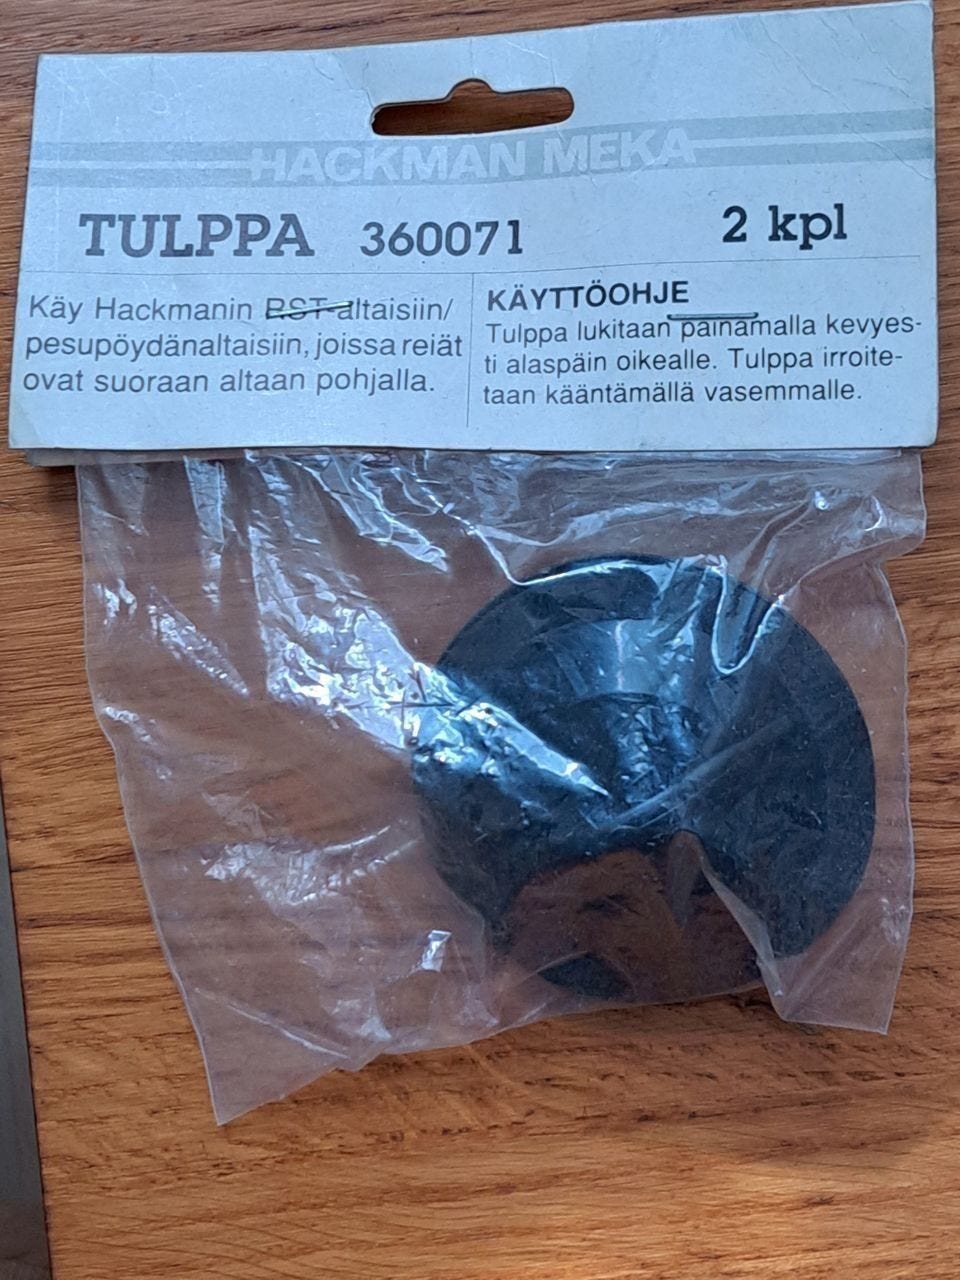 HACKMAN MEKA
TULPPA 360071 2 kpl
Käy Hackmanin RST-altaisiin/
pesupöydänaltaisiin, joissa reiät
ovat suoraan altaan pohjalla.
KÄYTTÖOHJE
Tulppa lukitaan painamalla kevyes-
ti alaspäin oikealle. Tulppa irroite-
taan kääntämällä vasemmalle.